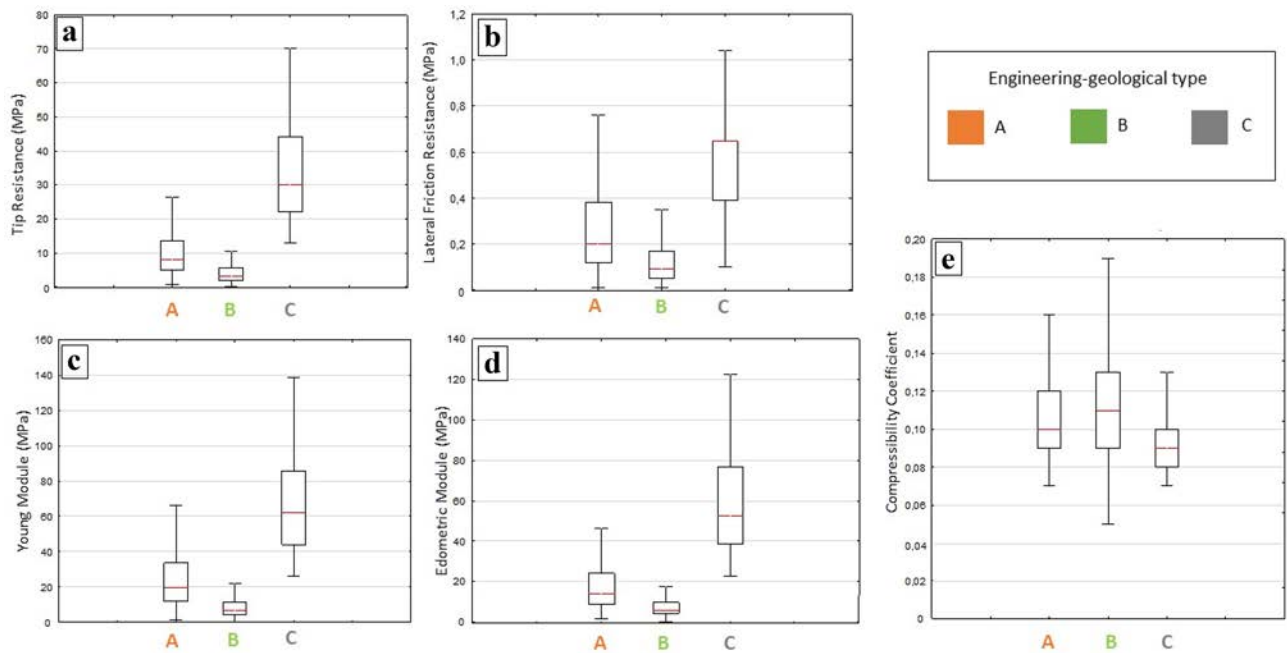 a
Tip Resistance (MPa)
80
70
60
50
40
30
20
10
0
A B C
b
Lateral Friction Resistance (MPa)
1,2
1,0
0,8
0,6
0,4
0,2
0
A B C
Engineering-geological type
A B C
c
Young Module (MPa)
160
140
120
100
80
60
40
20
0
A B C
d
Edometric Module (MPa)
140
120
100
80
60
40
20
0
A B C
e
Compressibility Coefficient
0,20
0,18
0,16
0,14
0,12
0,10
0,08
0,06
0,04
0,02
0
A B C